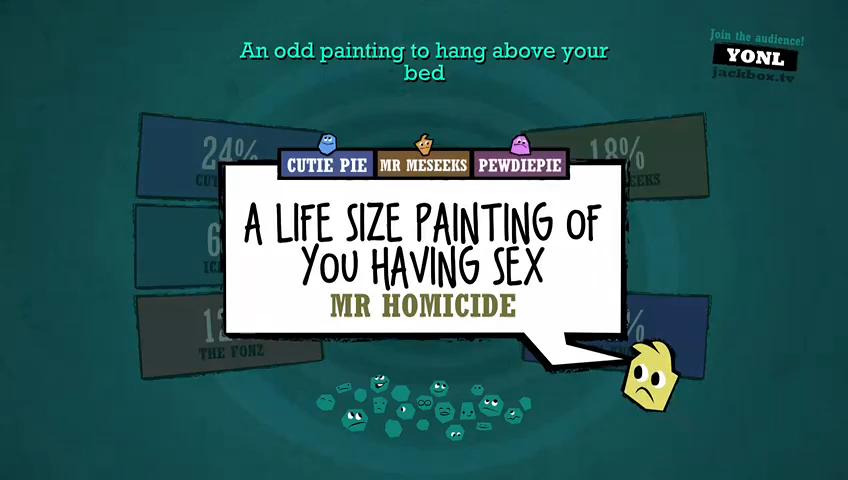 An odd painting to hang above your
bed
Join the audience!
YONL
jackbox.tv
24%
18%
CUTIE PIE
MR MESEEKS
PEWDIEPIE
A LIFE SIZE PAINTING OF
YOU HAVING SEX
MR HOMICIDE
THE FONZ